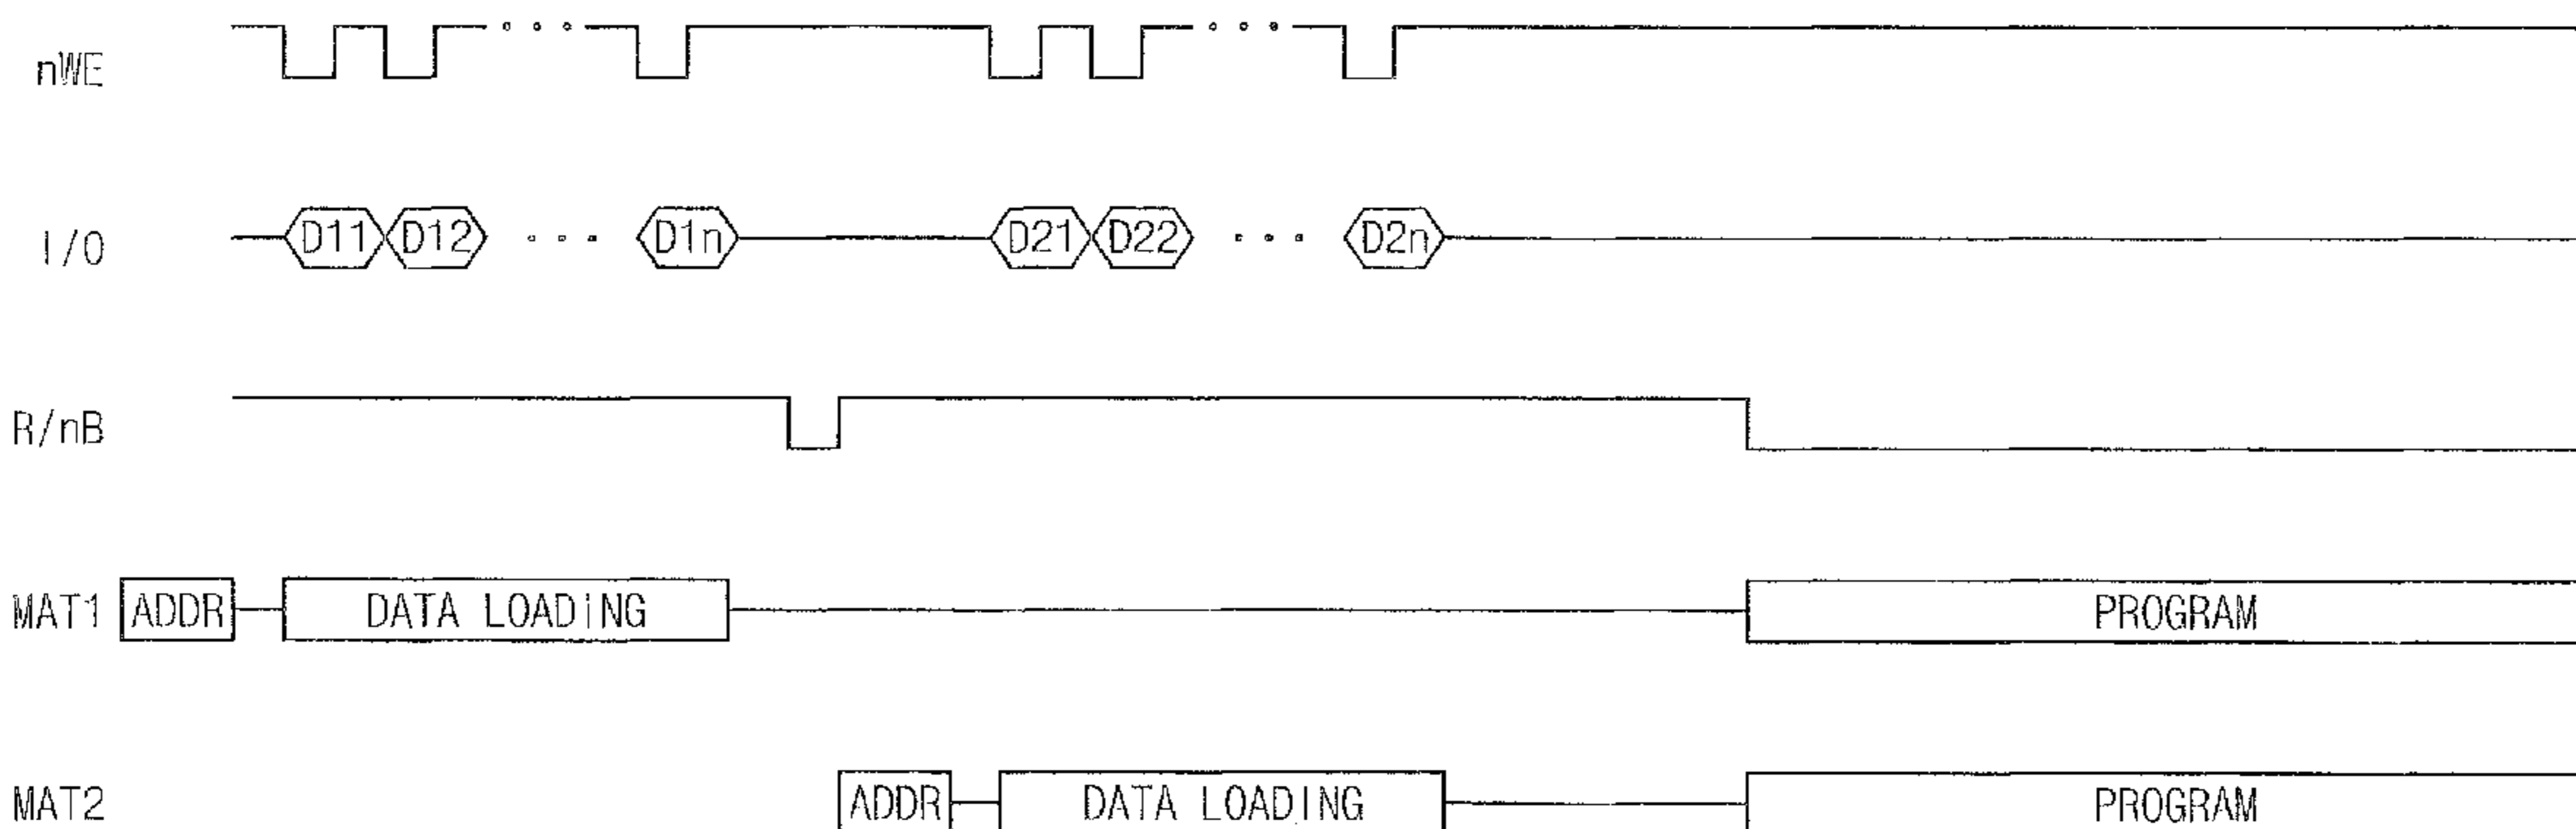 nWE
I/O D11 D12 D1n D21 D22 D2n
R/nB
MAT1 ADDR DATA LOADING PROGRAM
MAT2 ADDR DATA LOADING PROGRAM